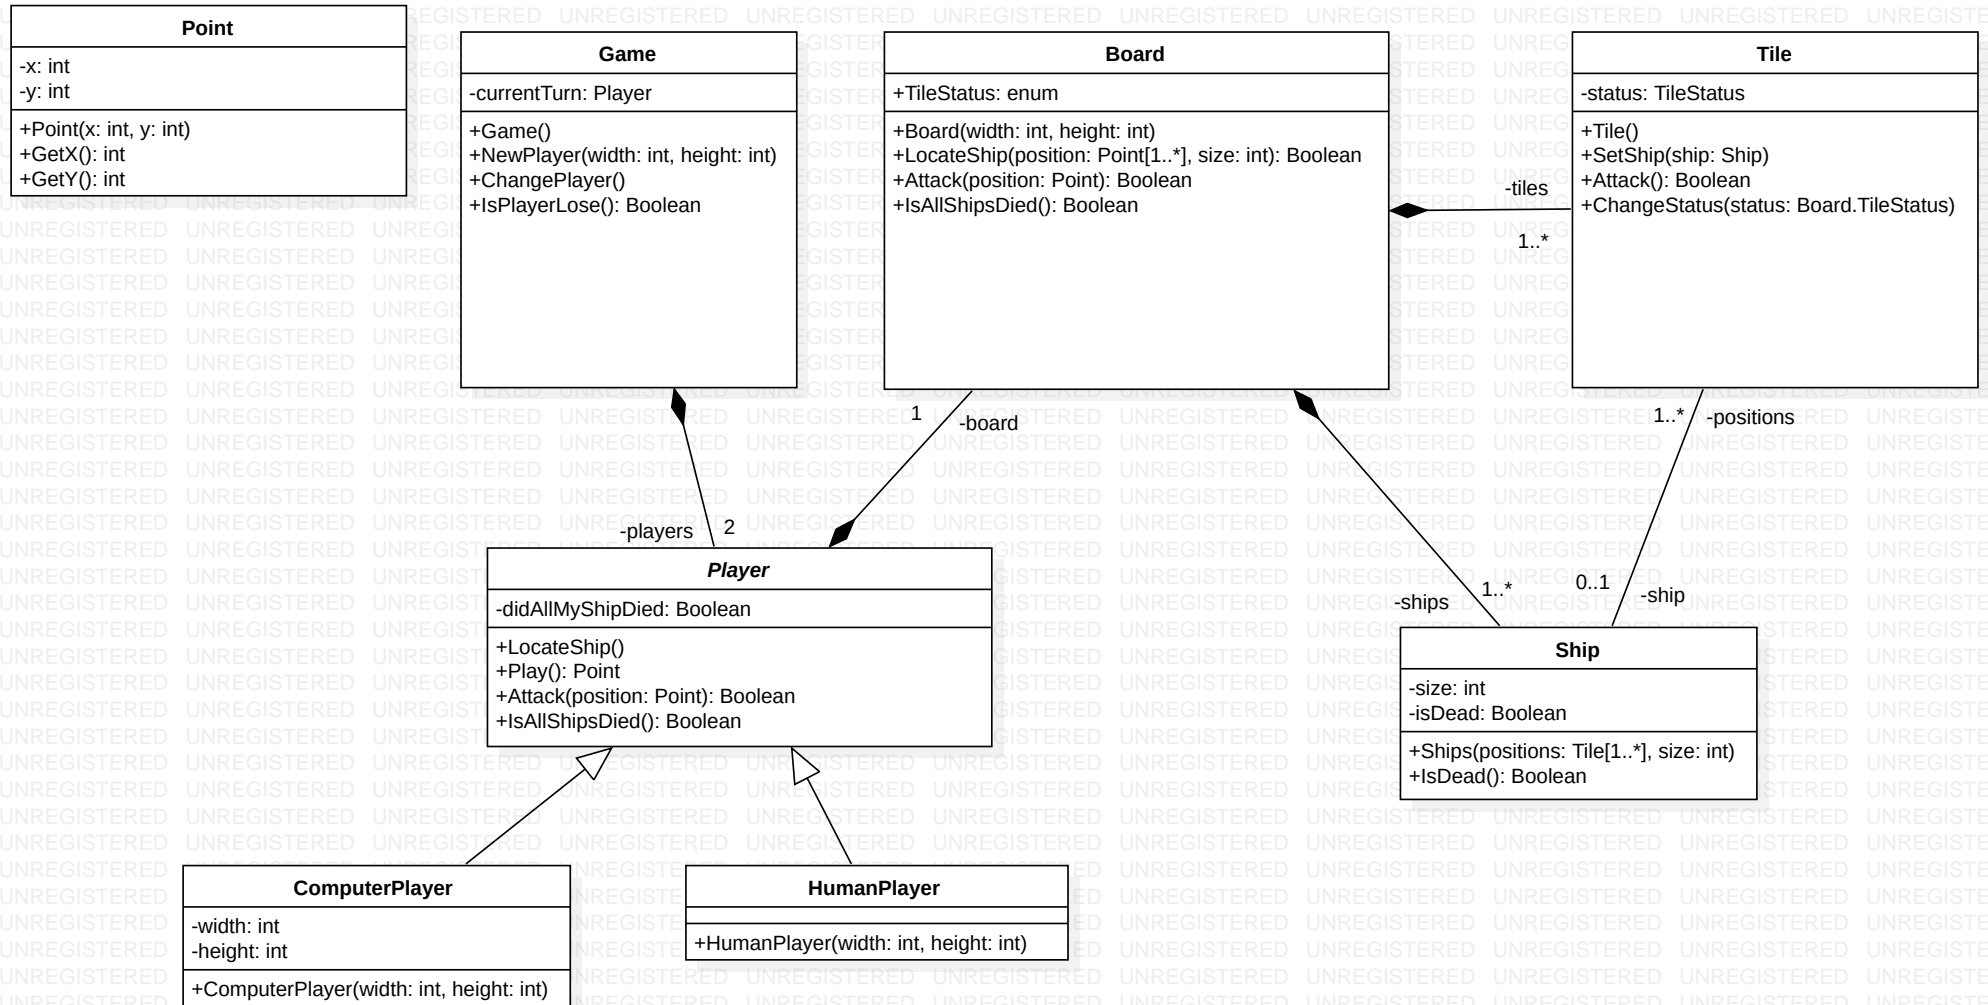 Point
-x: int
-y: int
+Point(x: int, y: int)
+GetX(): int
+GetY(): int
Game
-currentTurn: Player
+Game()
+NewPlayer(width: int, height: int)
+ChangePlayer()
+IsPlayerLose(): Boolean
Board
+TileStatus: enum
+Board(width: int, height: int)
+LocateShip(position: Point[1..*], size: int): Boolean
+Attack(position: Point): Boolean
+IsAllShipsDied(): Boolean
-tiles
1..*
Tile
-status: TileStatus
+Tile()
+SetShip(ship: Ship)
+Attack(): Boolean
+ChangeStatus(status: Board.TileStatus)
1
-board
1..*
-positions
-players
2
Player
-didAllMyShipDied: Boolean
+LocateShip()
+Play(): Point
+Attack(position: Point): Boolean
+IsAllShipsDied(): Boolean
-ships
1..*
0..1
-ship
Ship
-size: int
-isDead: Boolean
+Ships(positions: Tile[1..*], size: int)
+IsDead(): Boolean
ComputerPlayer
-width: int
-height: int
+ComputerPlayer(width: int, height: int)
HumanPlayer
+HumanPlayer(width: int, height: int)
UNREGISTERED